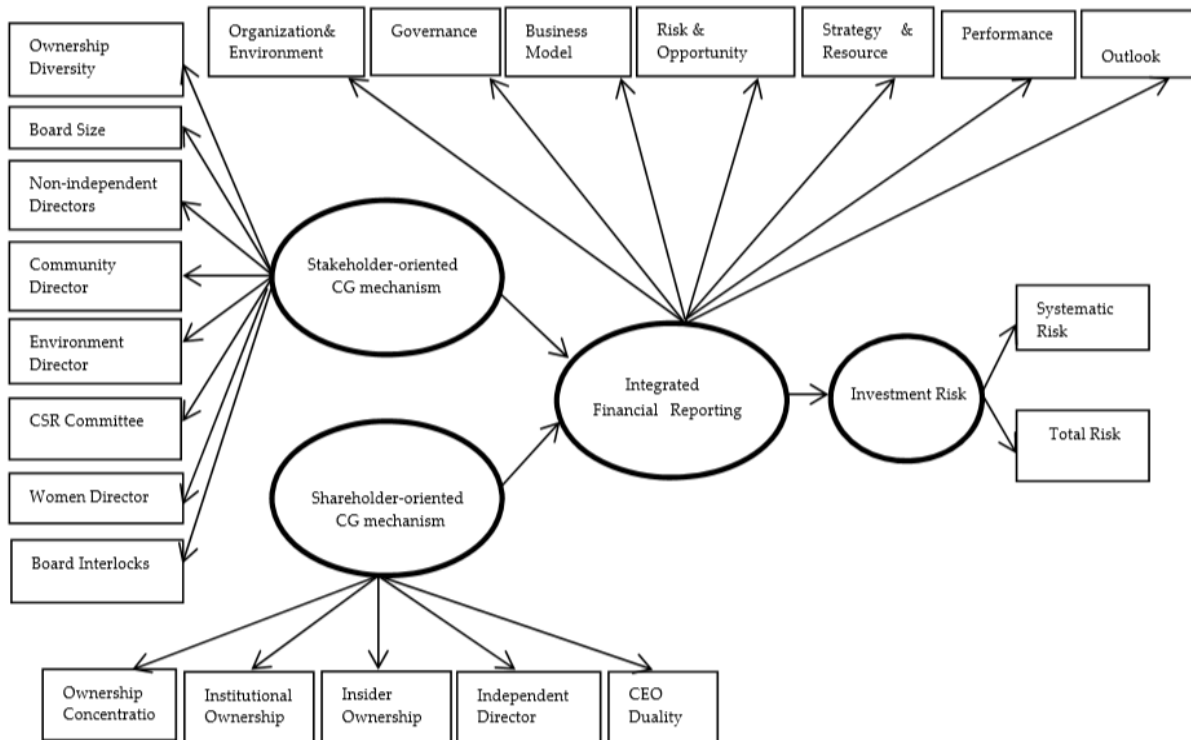 Organization&
Environment
Governance
Business
Model
Risk &
Opportunity
Strategy &
Resource
Performance
Outlook
Ownership
Diversity
Board Size
Non-independent
Directors
Community
Director
Environment
Director
CSR Committee
Women Director
Board Interlocks
Stakeholder-oriented
CG mechanism
Shareholder-oriented
CG mechanism
Integrated
Financial Reporting
Investment Risk
Systematic
Risk
Total Risk
Ownership
Concentratio
Institutional
Ownership
Insider
Ownership
Independent
Director
CEO
Duality